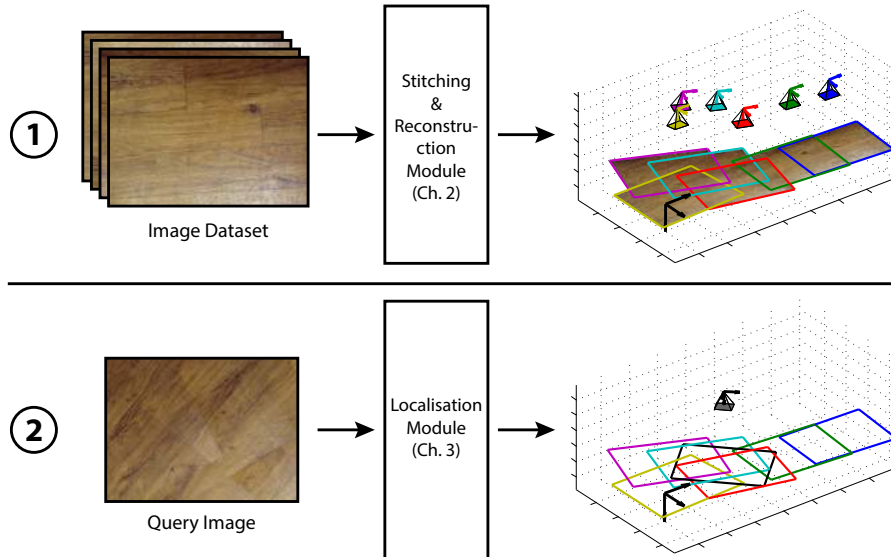 1
Image Dataset
Stitching
&
Reconstru-
ction
Module
(Ch. 2)
2
Query Image
Localisation
Module
(Ch. 3)